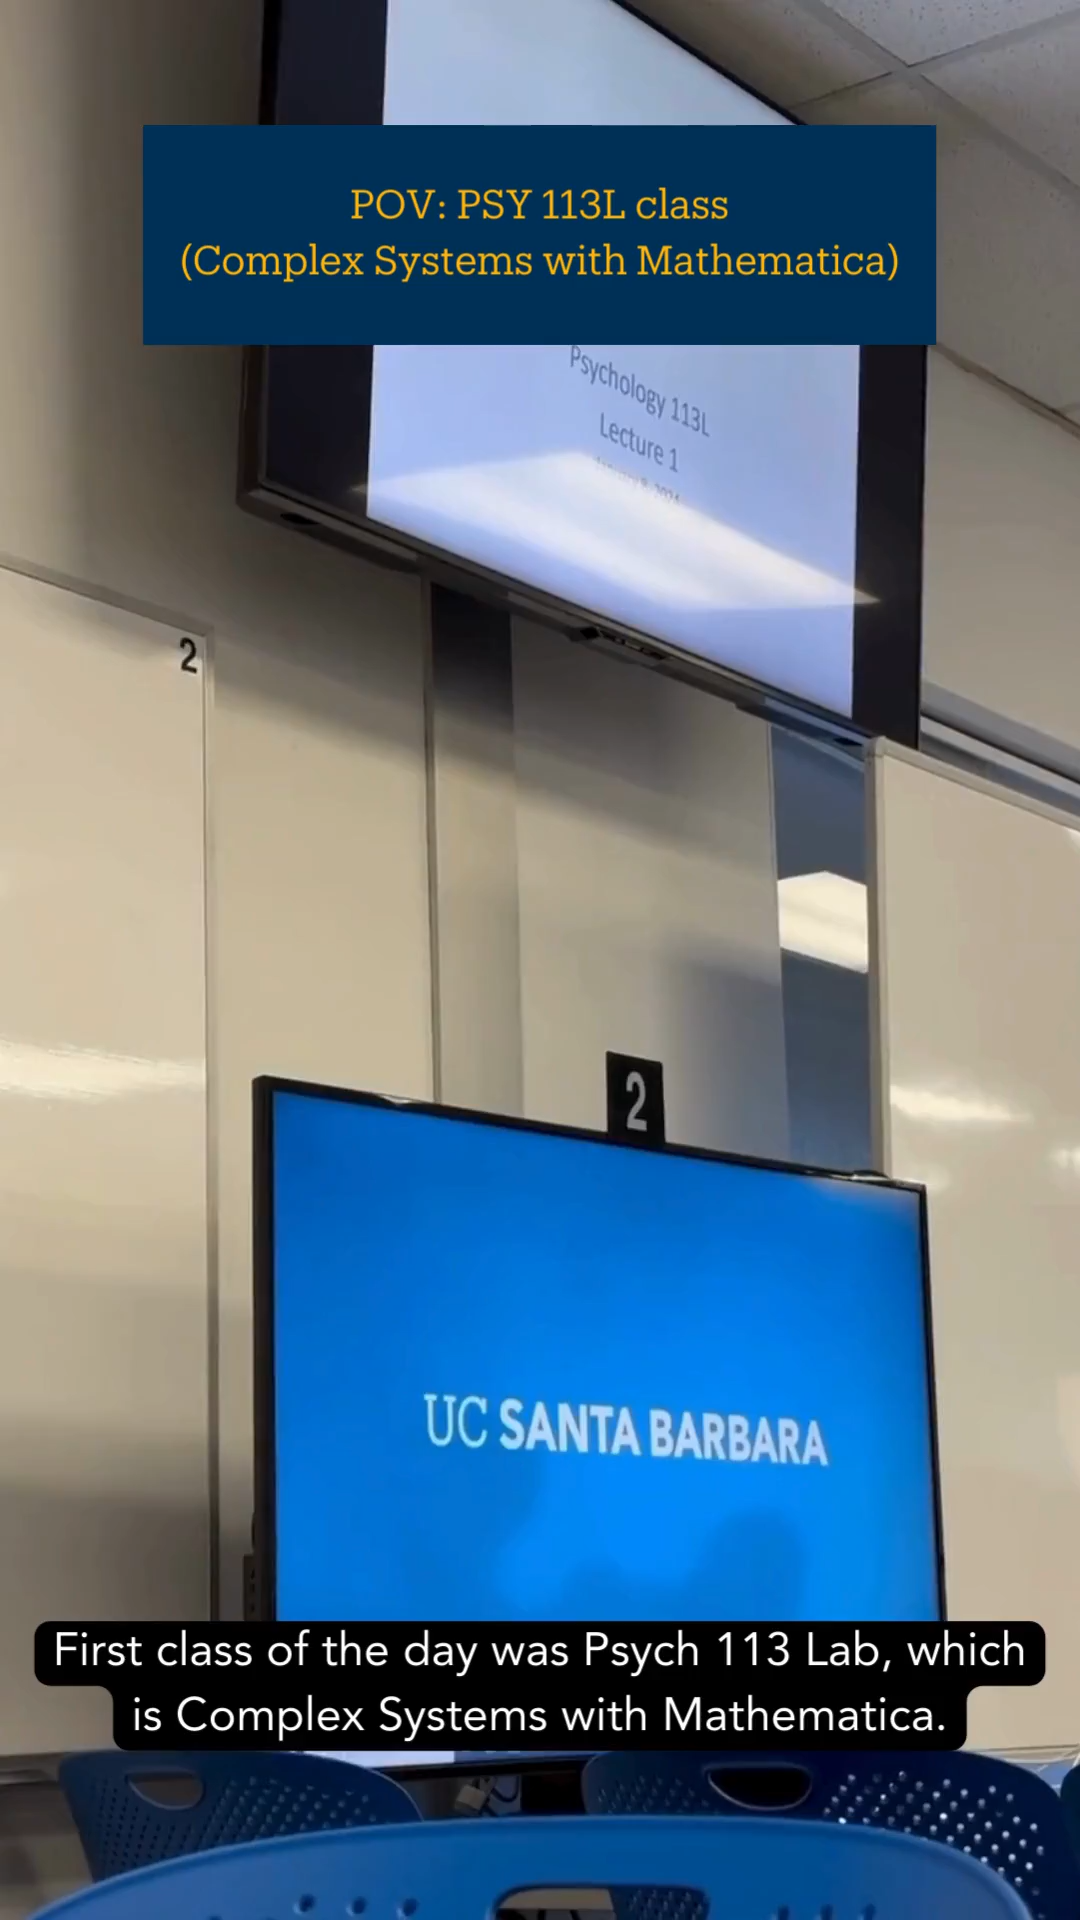 POV: PSY 113L class
(Complex Systems with Mathematica)
Psychology 113L
Lecture 1
2
2
UC SANTA BARBARA
First class of the day was Psych 113 Lab, which
is Complex Systems with Mathematica.